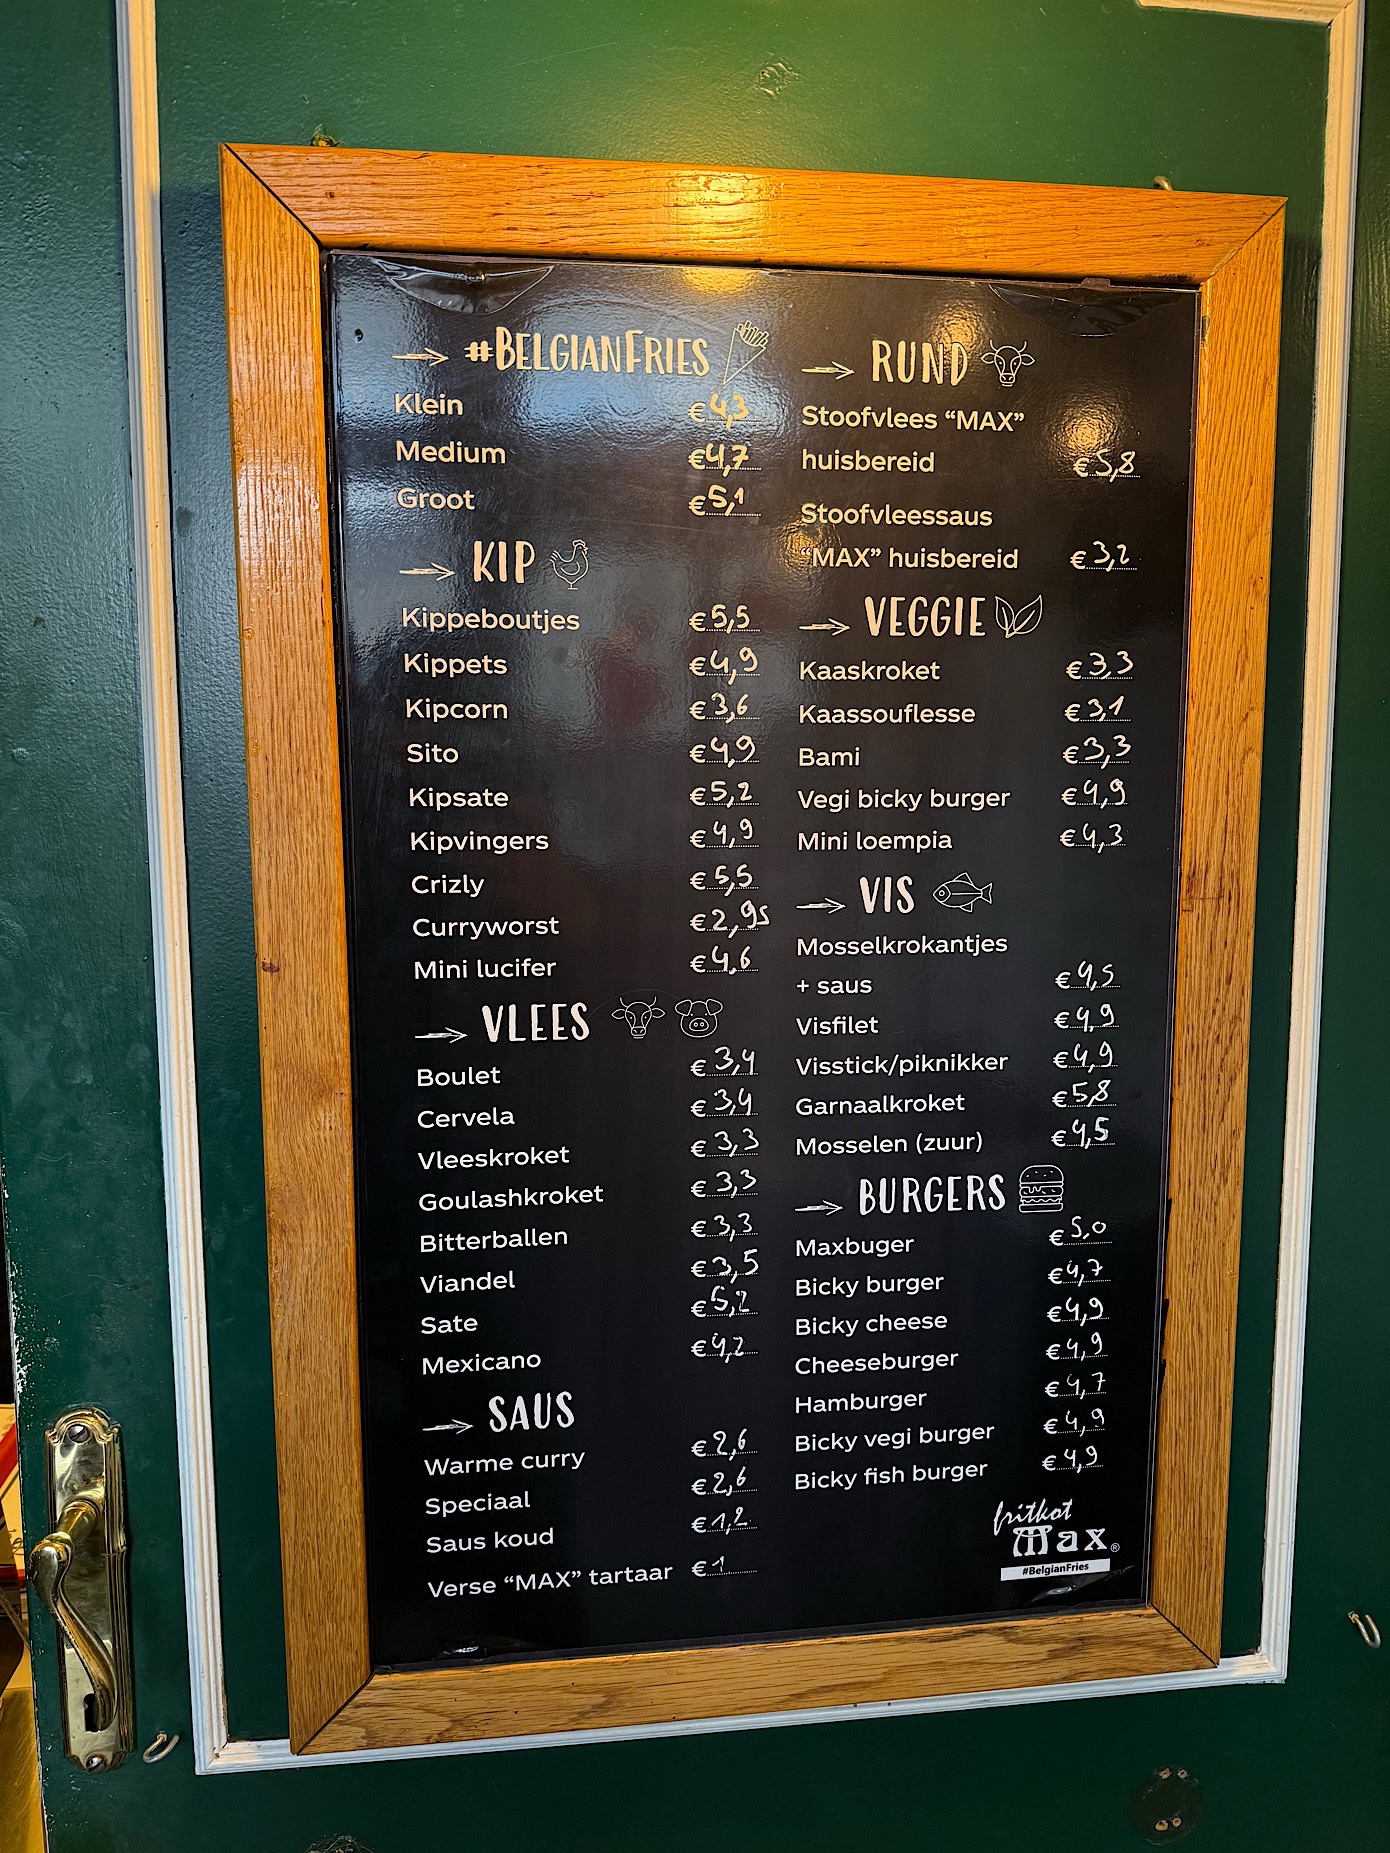 #BELGIANFRIES
Klein €4,3
Medium €4,7
Groot €5,1
KIP
Kippeboutjes €5,5
Kippets €4,9
Kipcorn €3,6
Sito €4,9
Kipsate €5,2
Kipvingers €4,9
Crizly €5,5
Curryworst €2,95
Mini lucifer €4,6
VLEES
Boulet €3,4
Cervela €3,4
Vleeskroket €3,3
Goulashkroket €3,3
Bitterballen €3,3
Viandel €3,5
Sate €5,2
Mexicano €4,2
SAUS
Warme curry €2,6
Speciaal €2,6
Saus koud €1,2
Verse “MAX” tartaar €1
RUND
Stoofvlees “MAX”
huisbereid €5,8
Stoofvleessaus
“MAX” huisbereid €3,2
VEGGIE
Kaaskroket €3,3
Kaassouflesse €3,1
Bami €3,3
Vegi bicky burger €4,9
Mini loempia €4,3
VIS
Mosselkrokantjes
+ saus €4,5
Visfilet €4,9
Visstick/piknikker €4,9
Garnaalkroket €5,8
Mosselen (zuur) €4,5
BURGERS
Maxbuger €5,0
Bicky burger €4,7
Bicky cheese €4,9
Cheeseburger €4,9
Hamburger €4,7
Bicky vegi burger €4,9
Bicky fish burger €4,9
fritkot
Max®
#BelgianFries